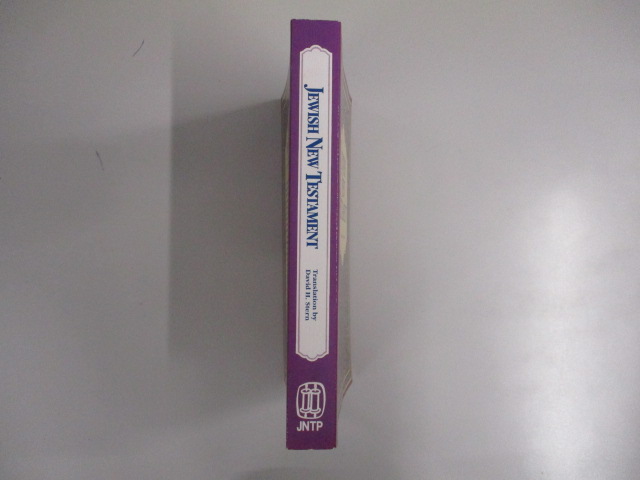 JEWISH NEW TESTAMENT
Translation by
David H. Stern
JNTP